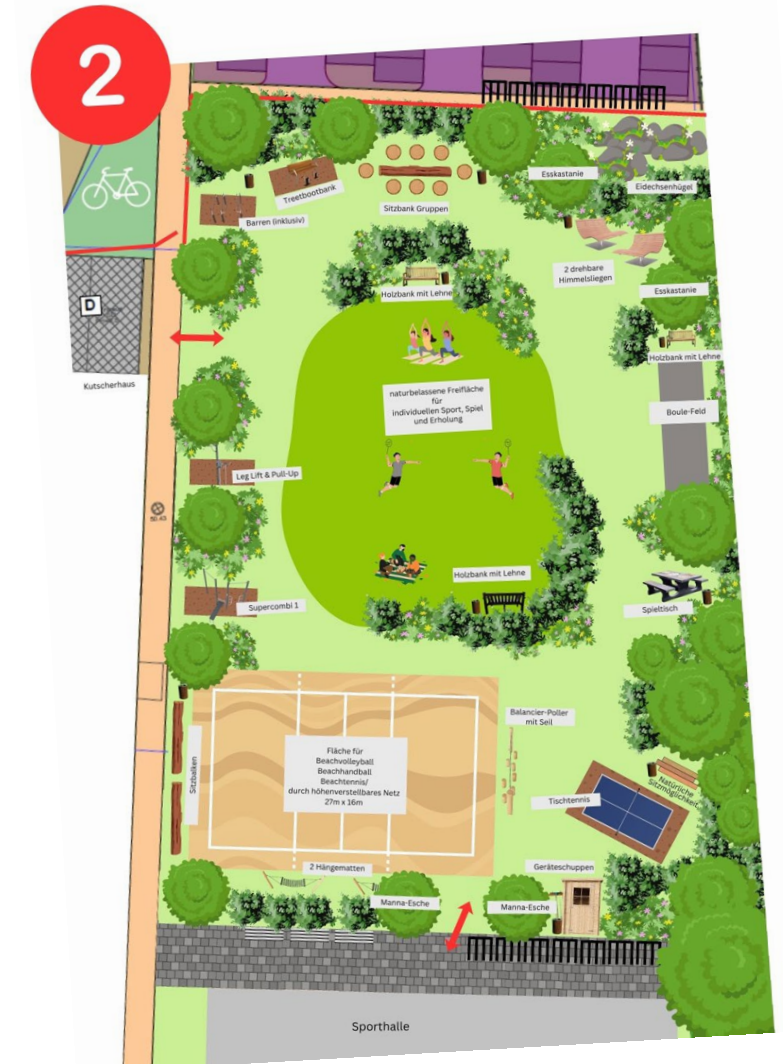 2
Treetbootbank
Barren (inklusiv)
Sitzbank Gruppen
Esskastanie
Eidechsenhügel
2 drehbare
Himmelsliegen
Esskastanie
Holzbank mit Lehne
Holzbank mit Lehne
D
Kutscherhaus
naturbelassene Freifläche
für
individuellen Sport, Spiel
und Erholung
Boule-Feld
Leg Lift & Pull-Up
50.43
Holzbank mit Lehne
Supercombi 1
Spieltisch
Balancier-Poller
mit Seil
Sitzbalken
Fläche für
Beachvolleyball
Beachhandball
Beachtennis/
durch höhenverstellbares Netz
27m x 16m
Natürliche
Sitzmöglichkeit
Tischtennis
2 Hängematten
Geräteschuppen
Manna-Esche
Manna-Esche
Sporthalle